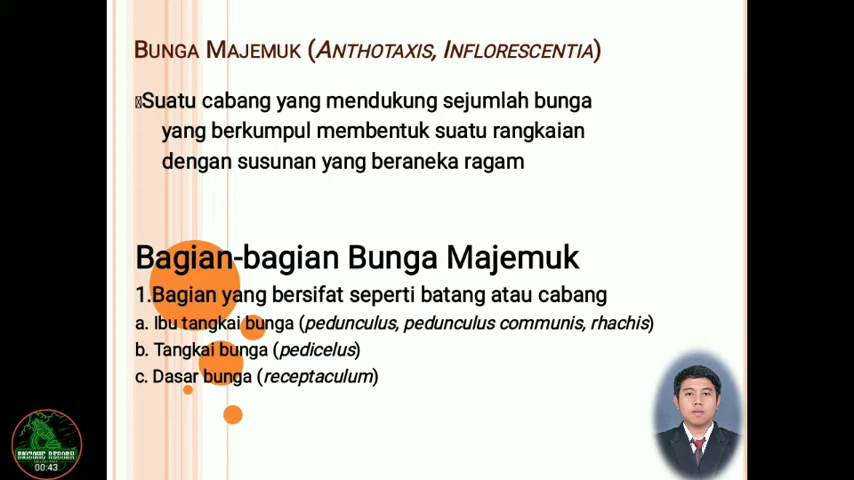 BUNGA MAJEMUK (ANTHOTAXIS, INFLORESCENTIA)
Suatu cabang yang mendukung sejumlah bunga
yang berkumpul membentuk suatu rangkaian
dengan susunan yang beraneka ragam
Bagian-bagian Bunga Majemuk
1.Bagian yang bersifat seperti batang atau cabang
a. Ibu tangkai bunga (pedunculus, pedunculus communis, rhachis)
b. Tangkai bunga (pedicelus)
c. Dasar bunga (receptaculum)
00:43